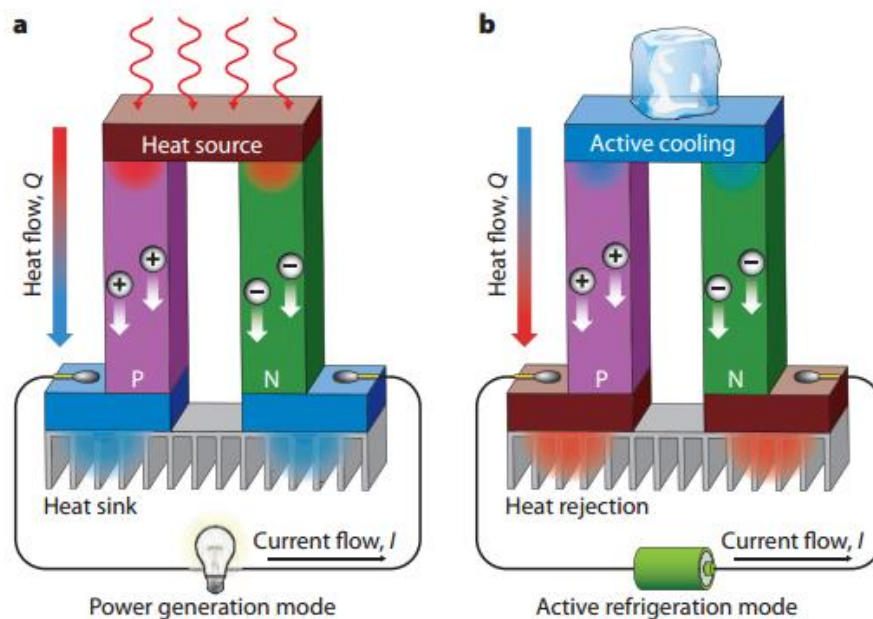 a
Heat source
Heat flow, Q
+
+
−
−
P
N
Heat sink
Current flow, I
Power generation mode
b
Active cooling
Heat flow, Q
+
+
−
−
P
N
Heat rejection
Current flow, I
Active refrigeration mode